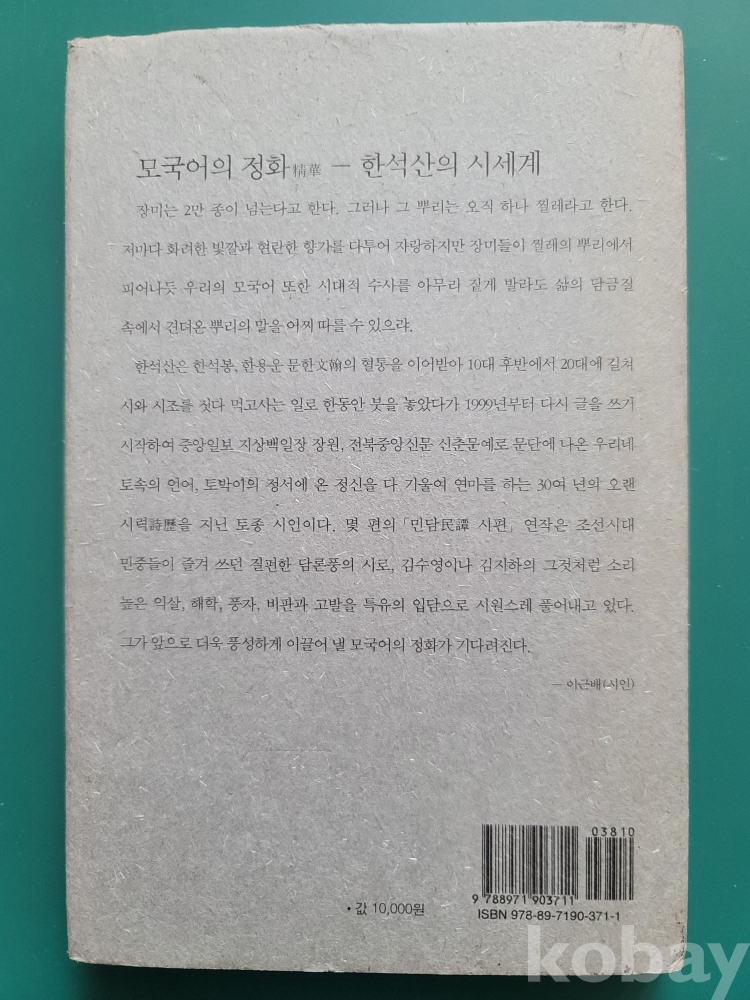 모국어의 정화精華 — 한석산의 시세계
장미는 2만 종이 넘는다고 한다. 그러나 그 뿌리는 오직 하나 찔레라고 한다.
저마다 화려한 빛깔과 현란한 향기를 다투어 자랑하지만 장미들이 찔레의 뿌리에서
피어나듯 우리의 모국어 또한 시대적 수사를 아무리 짙게 발라도 삶의 담금질
속에서 견뎌온 뿌리의 말을 어찌 따를 수 있으랴.
한석산은 한석봉, 한용운 문한文翰의 혈통을 이어받아 10대 후반에서 20대에 걸쳐
시와 시조를 짓다 먹고사는 일로 한동안 붓을 놓았다가 1999년부터 다시 글을 쓰기
시작하여 중앙일보 지상백일장 장원, 전북중앙신문 신춘문예로 문단에 나온 우리네
토속의 언어, 토박이의 정서에 온 정신을 다 기울여 연마를 하는 30여 년의 오랜
시력詩歷을 지닌 토종 시인이다. 몇 편의 「민담民譚 사편」 연작은 조선시대
민중들이 즐겨 쓰던 질펀한 담론풍의 시로, 김수영이나 김지하의 그것처럼 소리
높은 익살, 해학, 풍자, 비판과 고발을 특유의 입담으로 시원스레 풀어내고 있다.
그가 앞으로 더욱 풍성하게 이끌어 낼 모국어의 정화가 기다려진다.
— 이근배(시인)
03810
9 788971 903711
• 값 10,000원
ISBN 978-89-7190-371-1
kobay